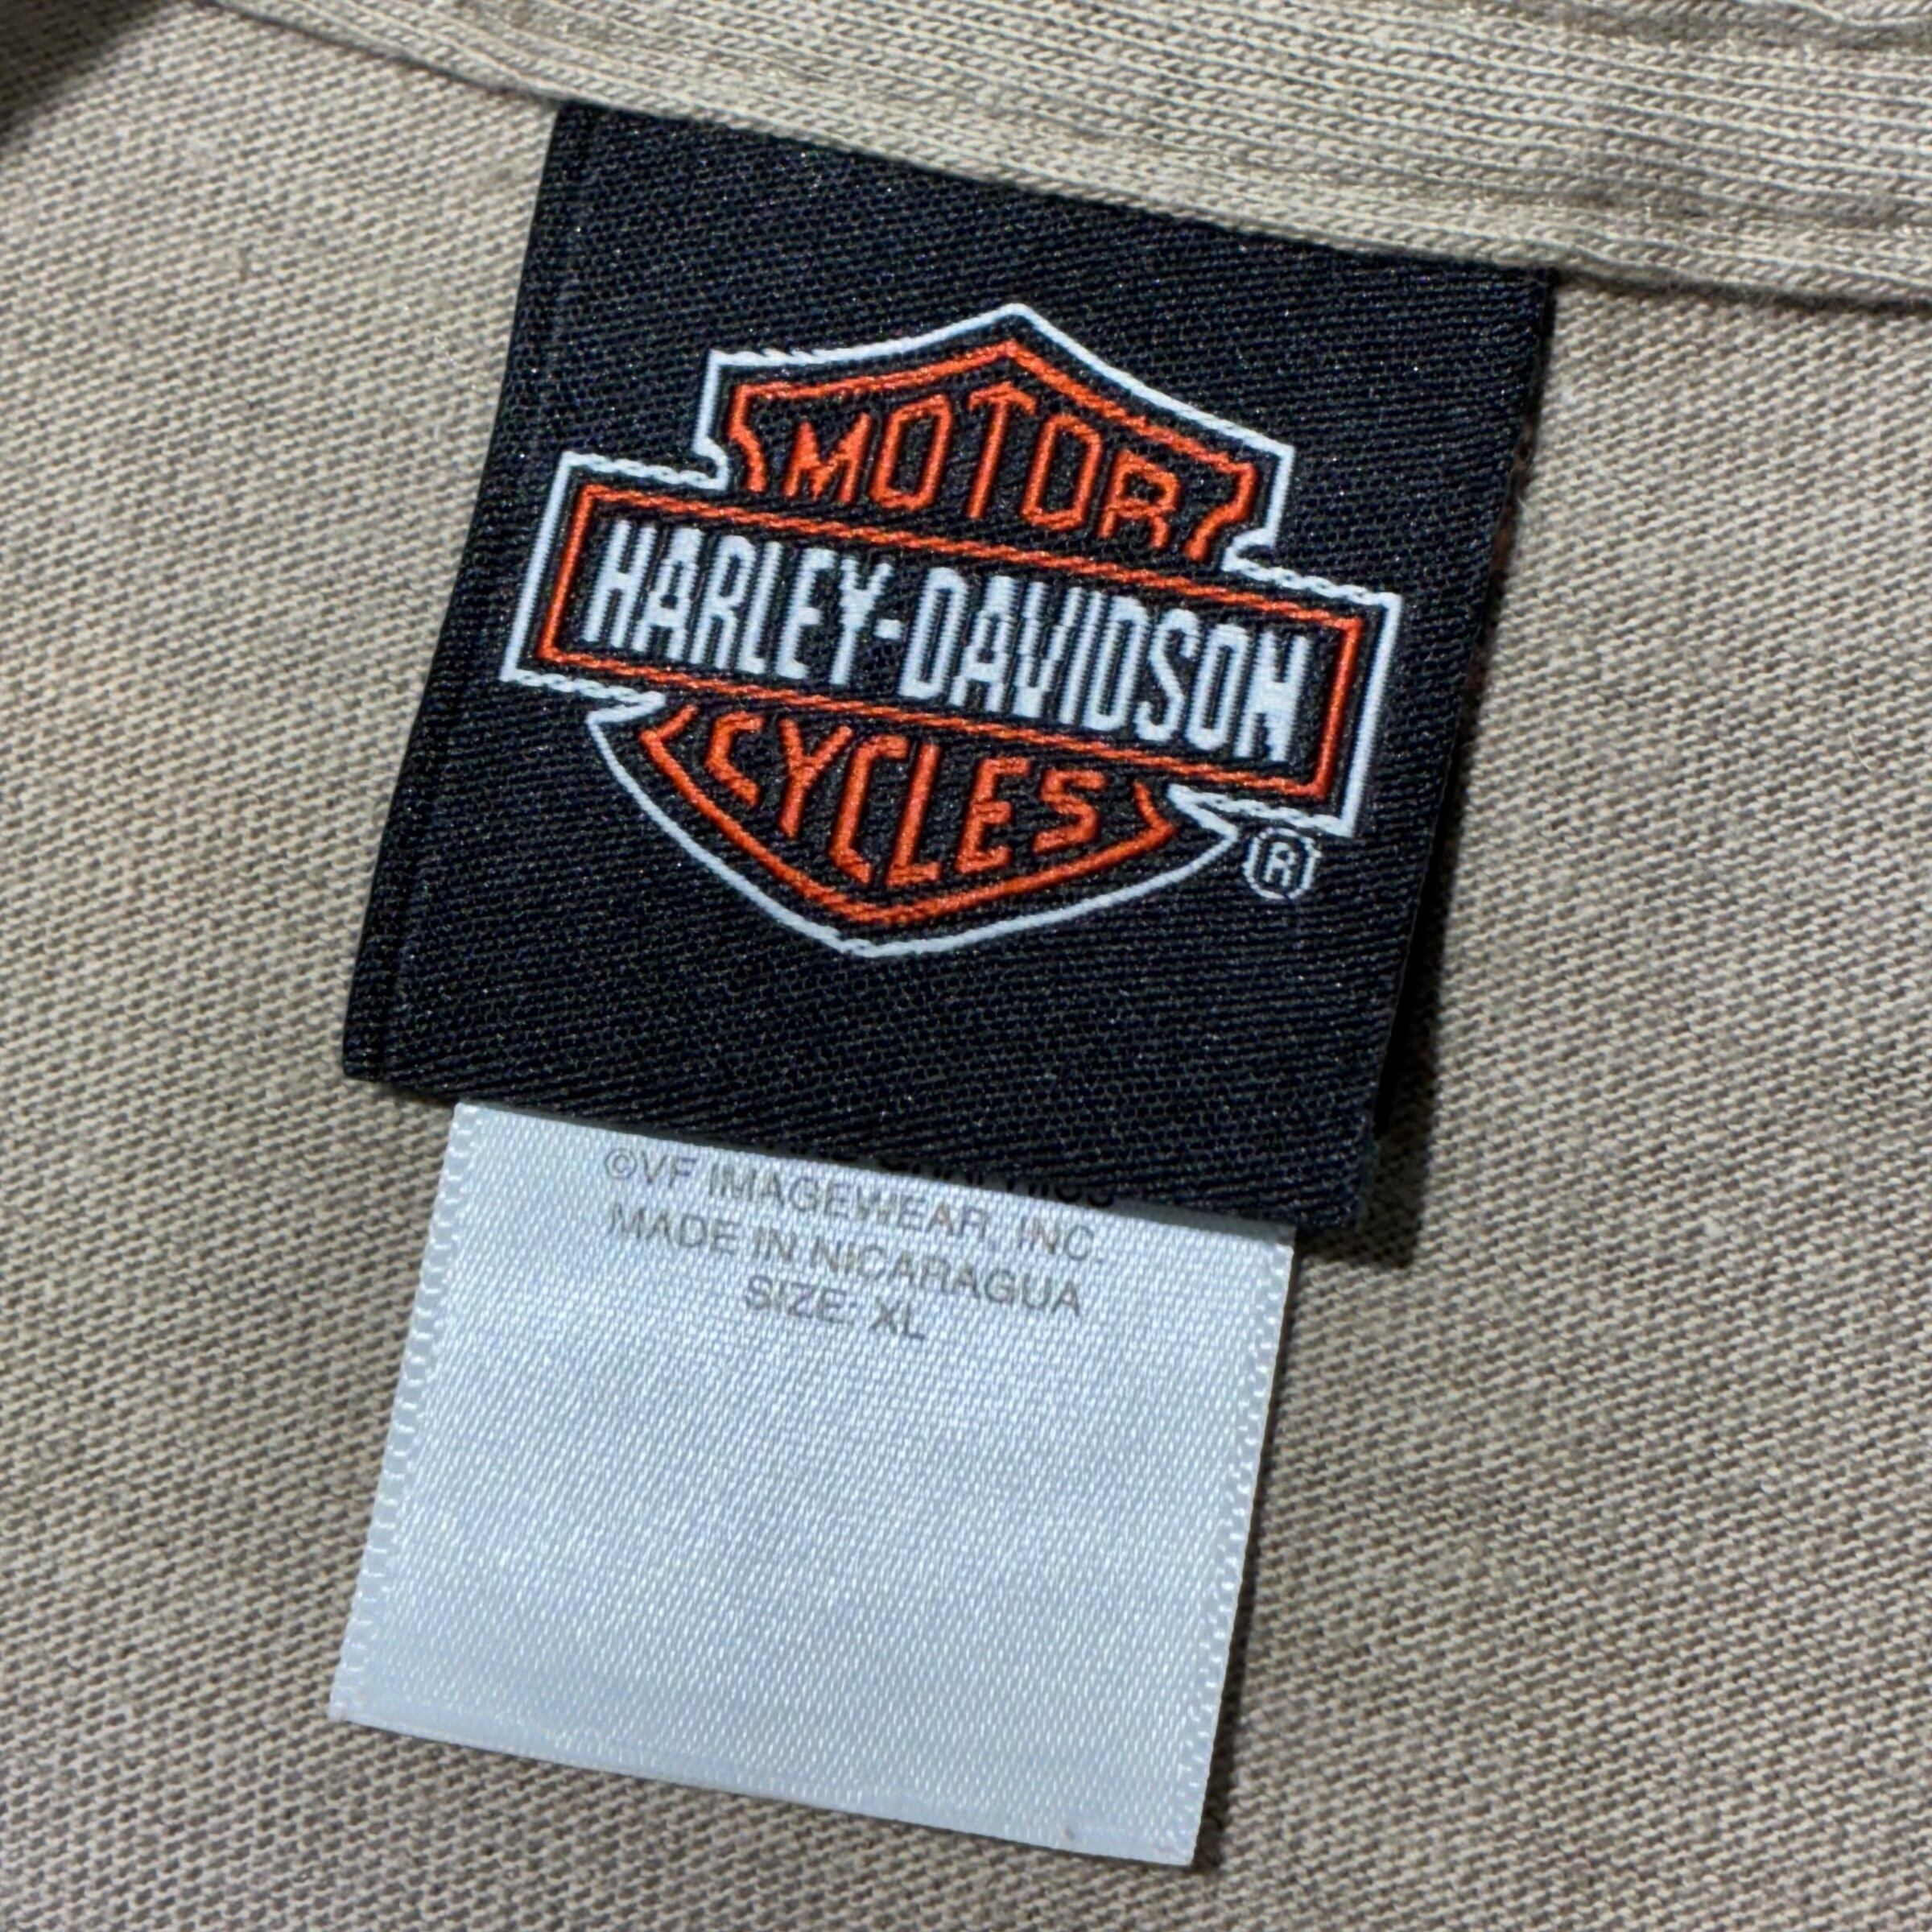 MOTOR
HARLEY-DAVIDSON
CYCLES
®
©VF IMAGEWEAR, INC.
MADE IN NICARAGUA
SIZE: XL